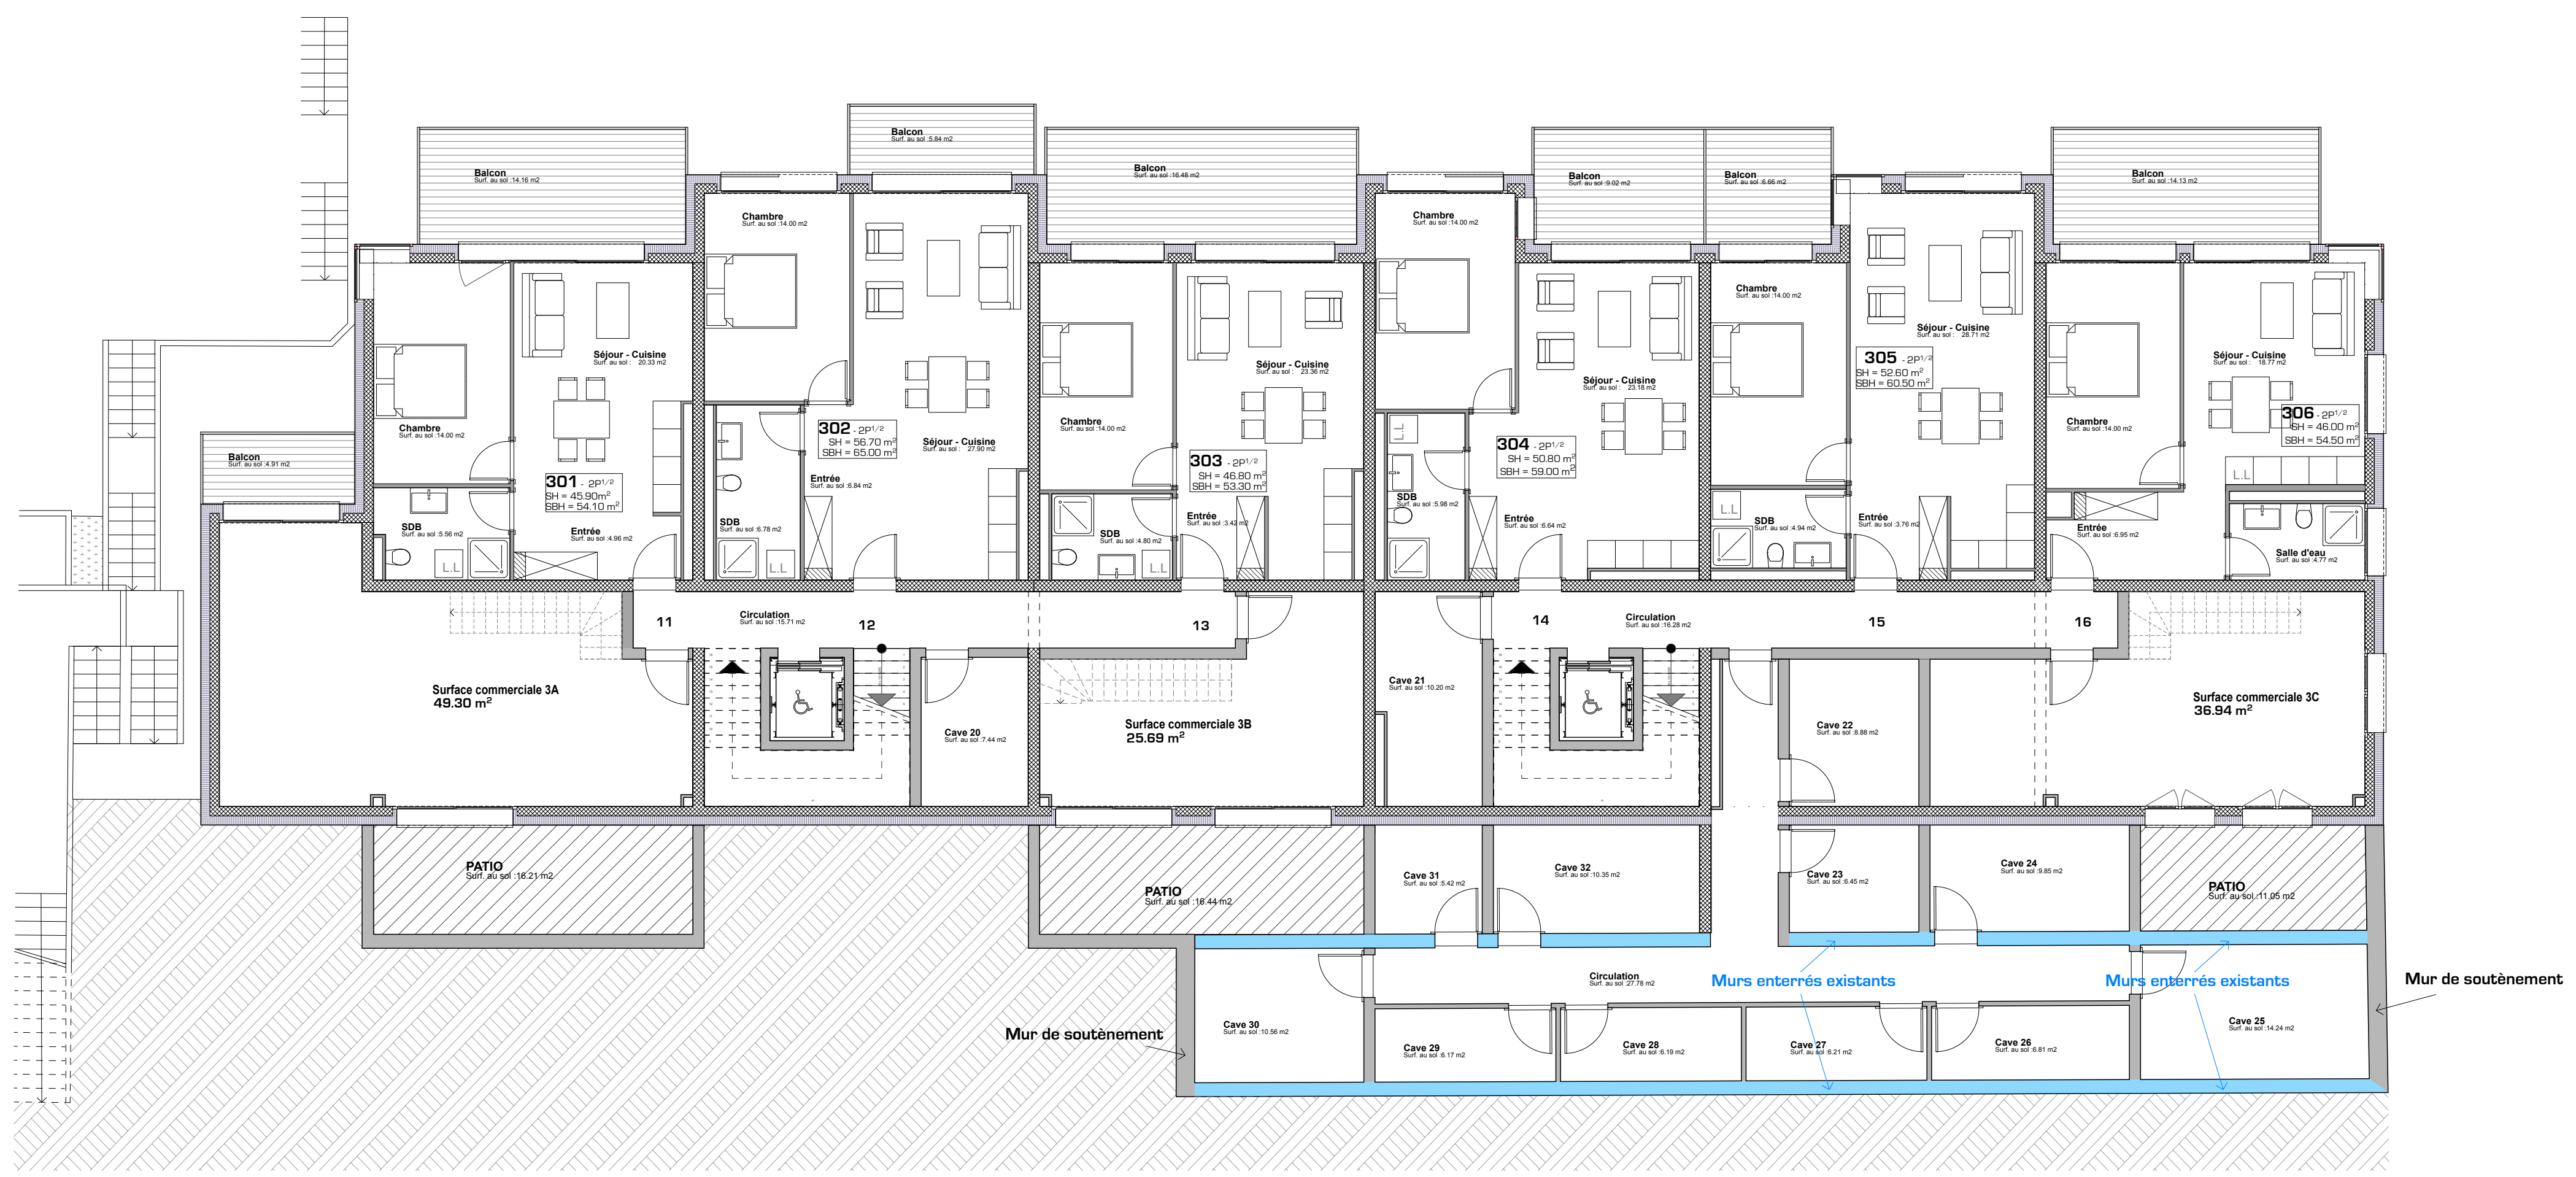 Balcon
Surf. au sol :5.84 m2
Balcon
Surf. au sol :14.16 m2
Balcon
Surf. au sol :16.48 m2
Balcon
Surf. au sol :9.02 m2
Balcon
Surf. au sol :6.66 m2
Balcon
Surf. au sol :14.13 m2
Balcon
Surf. au sol :4.91 m2
Chambre
Surf. au sol :14.00 m2
SDB
Surf. au sol :5.56 m2
L.L
Séjour - Cuisine
Surf. au sol : 20.33 m2
301 - 2P1/2
SH = 45.90m²
SBH = 54.10 m²
Entrée
Surf. au sol :4.96 m2
Chambre
Surf. au sol :14.00 m2
302 - 2P1/2
SH = 56.70 m²
SBH = 65.00 m²
Séjour - Cuisine
Surf. au sol : 27.90 m2
Entrée
Surf. au sol :6.84 m2
SDB
Surf. au sol :6.78 m2
L.L
Chambre
Surf. au sol :14.00 m2
Séjour - Cuisine
Surf. au sol : 23.36 m2
303 - 2P1/2
SH = 46.80 m²
SBH = 53.30 m²
Entrée
Surf. au sol :3.42 m2
SDB
Surf. au sol :4.80 m2
L.L
Chambre
Surf. au sol :14.00 m2
L.L
SDB
Surf. au sol :5.98 m2
Séjour - Cuisine
Surf. au sol : 23.18 m2
304 - 2P1/2
SH = 50.80 m²
SBH = 59.00 m²
Entrée
Surf. au sol :6.64 m2
Chambre
Surf. au sol :14.00 m2
Séjour - Cuisine
Surf. au sol : 28.71 m2
305 - 2P1/2
SH = 52.60 m²
SBH = 60.50 m²
L.L
SDB
Surf. au sol :4.94 m2
Entrée
Surf. au sol :3.76 m2
Chambre
Surf. au sol :14.00 m2
Séjour - Cuisine
Surf. au sol : 18.77 m2
306 - 2P1/2
SH = 46.00 m²
SBH = 54.50 m²
L.L
Entrée
Surf. au sol :6.95 m2
Salle d'eau
Surf. au sol :4.77 m2
11
Circulation
Surf. au sol :15.71 m2
12
13
14
Circulation
Surf. au sol :16.28 m2
15
16
Surface commerciale 3A
49.30 m²
Cave 20
Surf. au sol :7.44 m2
Surface commerciale 3B
25.69 m²
Cave 21
Surf. au sol :10.20 m2
Cave 22
Surf. au sol :8.88 m2
Surface commerciale 3C
36.94 m²
PATIO
Surf. au sol :16.21 m2
PATIO
Surf. au sol :16.44 m2
Cave 31
Surf. au sol :5.42 m2
Cave 32
Surf. au sol :10.35 m2
Cave 23
Surf. au sol :6.45 m2
Cave 24
Surf. au sol :9.85 m2
PATIO
Surf. au sol :11.05 m2
Circulation
Surf. au sol :27.78 m2
Murs enterrés existants
Murs enterrés existants
Mur de soutènement
Mur de soutènement
Cave 30
Surf. au sol :10.56 m2
Cave 29
Surf. au sol :6.17 m2
Cave 28
Surf. au sol :6.19 m2
Cave 27
Surf. au sol :6.21 m2
Cave 26
Surf. au sol :6.81 m2
Cave 25
Surf. au sol :14.24 m2